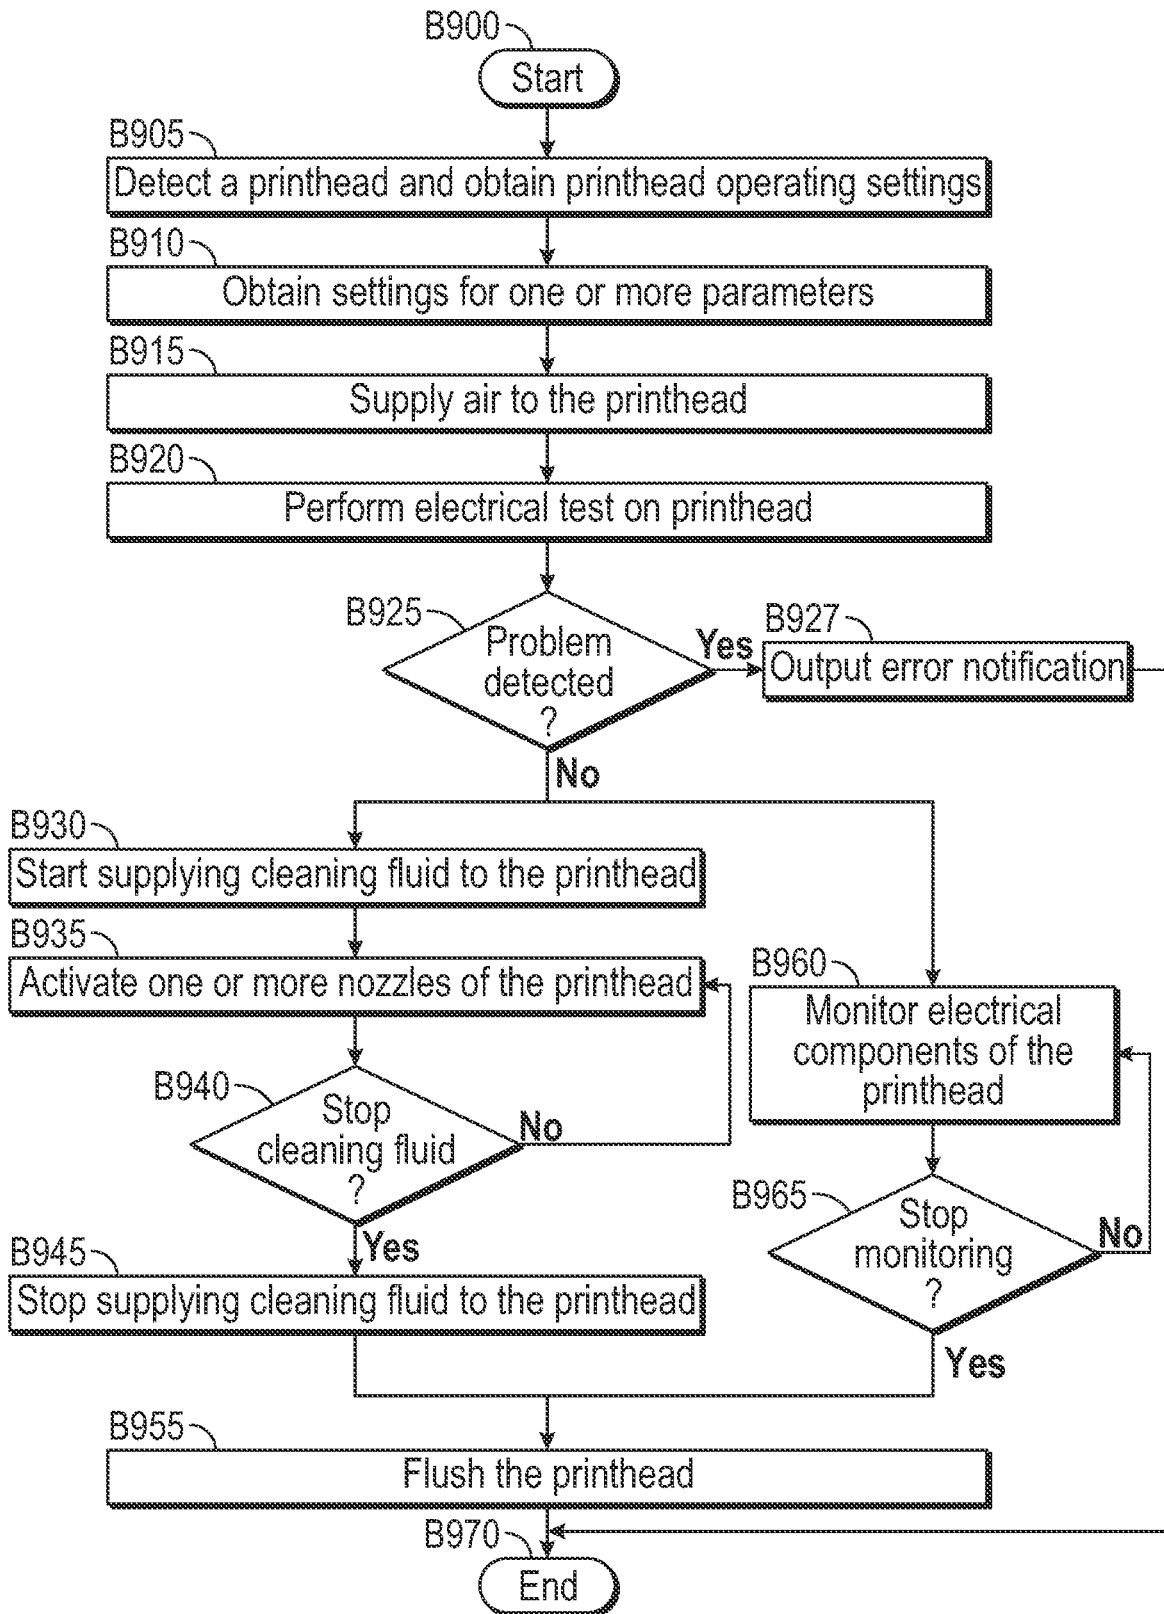 B900
Start
B905
Detect a printhead and obtain printhead operating settings
B910
Obtain settings for one or more parameters
B915
Supply air to the printhead
B920
Perform electrical test on printhead
B925
Problem
detected
?
Yes
B927
Output error notification
No
B930
Start supplying cleaning fluid to the printhead
B935
Activate one or more nozzles of the printhead
B940
Stop
cleaning fluid
?
No
Yes
B945
Stop supplying cleaning fluid to the printhead
B960
Monitor electrical
components of the
printhead
B965
Stop
monitoring
?
No
Yes
B955
Flush the printhead
B970
End